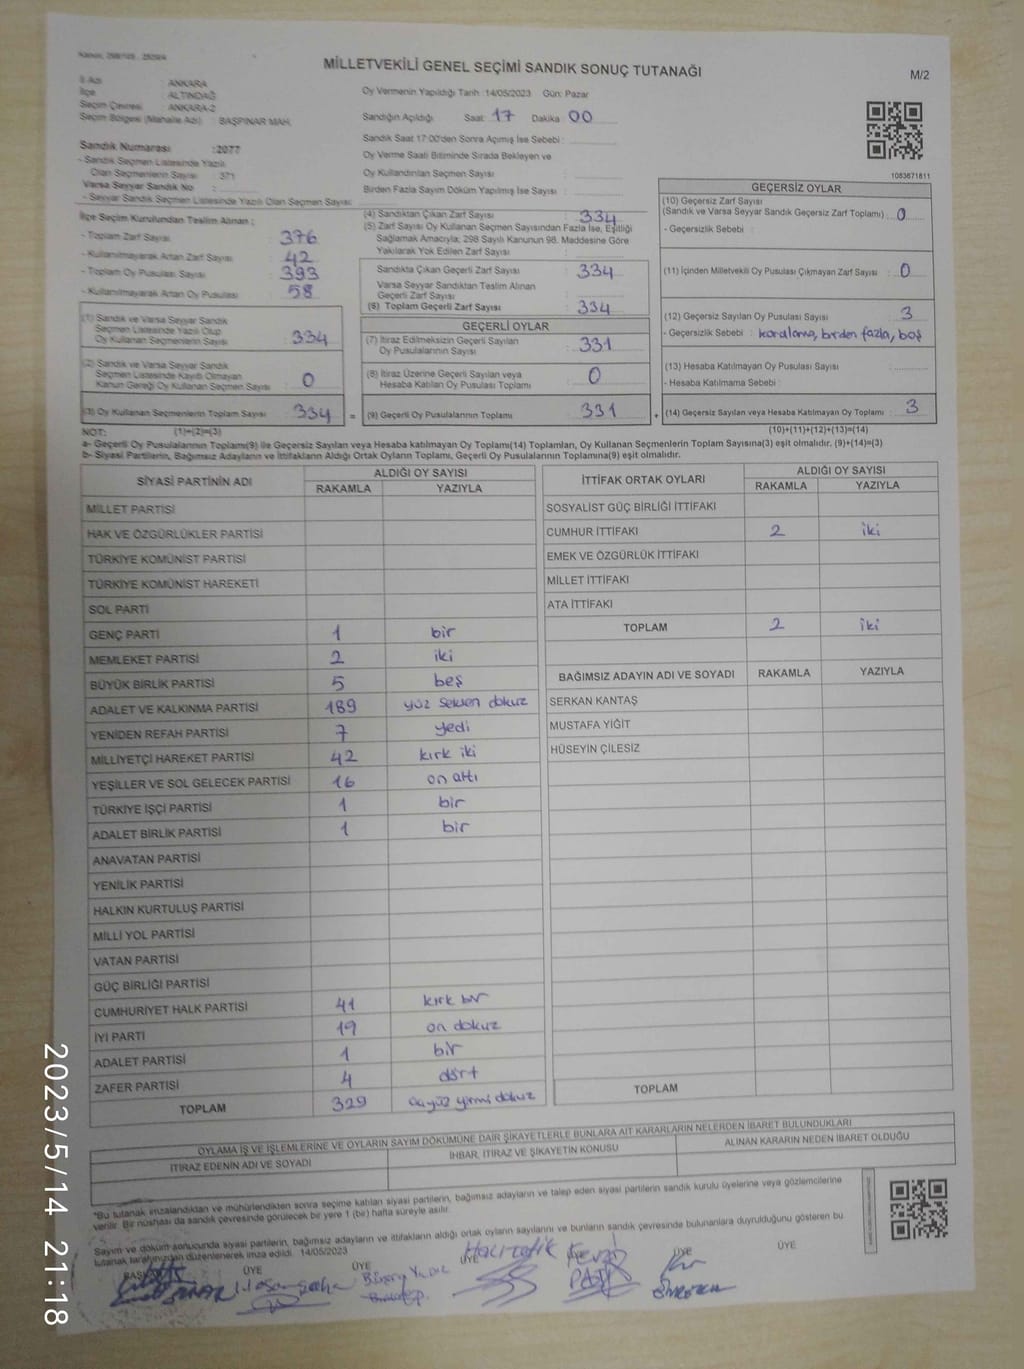 MİLLETVEKİLİ GENEL SEÇİMİ SANDIK SONUÇ TUTANAĞI
M/2
İl Adı : ANKARA
İlçe : ALTINDAĞ
Seçim Çevresi : ANKARA-2
Seçim Bölgesi (Mahalle Adı) : BAŞPINAR MAH.
Oy Vermenin Yapıldığı Tarih :14/05/2023 Gün: Pazar
Sandığın Açıldığı Saat: 17 Dakika: 00
Sandık Saat 17:00'den Sonra Açılmış İse Sebebi :
Oy Verme Saati Bitiminde Sırada Bekleyen ve
Oy Kullandırılan Seçmen Sayısı :
Birden Fazla Sayım Döküm Yapılmış İse Sayısı :
Sandık Numarası :2077
- Sandık Seçmen Listesinde Yazılı
Olan Seçmenlerin Sayısı : 371
Varsa Seyyar Sandık No :
- Seyyar Sandık Seçmen Listesinde Yazılı Olan Seçmen Sayısı:
1083671811
İlçe Seçim Kurulundan Teslim Alınan ;
- Toplam Zarf Sayısı : 376
- Kullanılmayarak Artan Zarf Sayısı : 42
- Toplam Oy Pusulası Sayısı : 393
- Kullanılmayarak Artan Oy Pusulası : 58
(1) Sandık ve Varsa Seyyar Sandık
Seçmen Listesinde Yazılı Olup
Oy Kullanan Seçmenlerin Sayısı : 334
(2) Sandık ve Varsa Seyyar Sandık
Seçmen Listesinde Kayıtlı Olmayan
Kanun Gereği Oy Kullanan Seçmen Sayısı : 0
(3) Oy Kullanan Seçmenlerin Toplam Sayısı : 334 =
(4) Sandıktan Çıkan Zarf Sayısı : 334
(5) Zarf Sayısı Oy Kullanan Seçmen Sayısından Fazla İse, Eşitliği
Sağlamak Amacıyla; 298 Sayılı Kanunun 98. Maddesine Göre
Yakılarak Yok Edilen Zarf Sayısı :
Sandıkta Çıkan Geçerli Zarf Sayısı : 334
Varsa Seyyar Sandıktan Teslim Alınan
Geçerli Zarf Sayısı :
(6) Toplam Geçerli Zarf Sayısı : 334
GEÇERLİ OYLAR
(7) İtiraz Edilmeksizin Geçerli Sayılan
Oy Pusulalarının Sayısı : 331
(8) İtiraz Üzerine Geçerli Sayılan veya
Hesaba Katılan Oy Pusulası Toplamı : 0
(9) Geçerli Oy Pusulalarının Toplamı : 331 +
GEÇERSİZ OYLAR
(10) Geçersiz Zarf Sayısı
(Sandık ve Varsa Seyyar Sandık Geçersiz Zarf Toplamı) : 0
- Geçersizlik Sebebi :
(11) İçinden Milletvekili Oy Pusulası Çıkmayan Zarf Sayısı : 0
(12) Geçersiz Sayılan Oy Pusulası Sayısı : 3
- Geçersizlik Sebebi : karalama, birden fazla, boş
(13) Hesaba Katılmayan Oy Pusulası Sayısı :
- Hesaba Katılmama Sebebi :
(14) Geçersiz Sayılan veya Hesaba Katılmayan Oy Toplamı : 3
NOT: (1)+(2)=(3)
(10)+(11)+(12)+(13)=(14)
a- Geçerli Oy Pusulalarının Toplamı(9) ile Geçersiz Sayılan veya Hesaba katılmayan Oy Toplamı(14) Toplamları, Oy Kullanan Seçmenlerin Toplam Sayısına(3) eşit olmalıdır. (9)+(14)=(3)
b- Siyasi Partilerin, Bağımsız Adayların ve İttifakların Aldığı Ortak Oyların Toplamı, Geçerli Oy Pusulalarının Toplamına(9) eşit olmalıdır.
SİYASİ PARTİNİN ADI ALDIĞI OY SAYISI
RAKAMLA YAZIYLA
MİLLET PARTİSİ
HAK VE ÖZGÜRLÜKLER PARTİSİ
TÜRKİYE KOMÜNİST PARTİSİ
TÜRKİYE KOMÜNİST HAREKETİ
SOL PARTİ
GENÇ PARTİ 1 bir
MEMLEKET PARTİSİ 2 iki
BÜYÜK BİRLİK PARTİSİ 5 beş
ADALET VE KALKINMA PARTİSİ 189 yüz seksen dokuz
YENİDEN REFAH PARTİSİ 7 yedi
MİLLİYETÇİ HAREKET PARTİSİ 42 kırk iki
YEŞİLLER VE SOL GELECEK PARTİSİ 16 on altı
TÜRKİYE İŞÇİ PARTİSİ 1 bir
ADALET BİRLİK PARTİSİ 1 bir
ANAVATAN PARTİSİ
YENİLİK PARTİSİ
HALKIN KURTULUŞ PARTİSİ
MİLLİ YOL PARTİSİ
VATAN PARTİSİ
GÜÇ BİRLİĞİ PARTİSİ
CUMHURİYET HALK PARTİSİ 41 kırk bir
İYİ PARTİ 19 on dokuz
ADALET PARTİSİ 1 bir
ZAFER PARTİSİ 4 dört
TOPLAM 329 üçyüz yirmi dokuz
İTTİFAK ORTAK OYLARI ALDIĞI OY SAYISI
RAKAMLA YAZIYLA
SOSYALİST GÜÇ BİRLİĞİ İTTİFAKI
CUMHUR İTTİFAKI 2 iki
EMEK VE ÖZGÜRLÜK İTTİFAKI
MİLLET İTTİFAKI
ATA İTTİFAKI
TOPLAM 2 iki
BAĞIMSIZ ADAYIN ADI VE SOYADI RAKAMLA YAZIYLA
SERKAN KANTAŞ
MUSTAFA YİĞİT
HÜSEYİN ÇİLESİZ
TOPLAM
OYLAMA İŞ VE İŞLEMLERİNE VE OYLARIN SAYIM DÖKÜMÜNE DAİR ŞİKAYETLERLE BUNLARA AİT KARARLARIN NELERDEN İBARET BULUNDUKLARI
İTİRAZ EDENİN ADI VE SOYADI İHBAR, İTİRAZ VE ŞİKAYETİN KONUSU ALINAN KARARIN NEDEN İBARET OLDUĞU
*Bu tutanak imzalandıktan ve mühürlendikten sonra seçime katılan siyasi partilerin, bağımsız adayların ve talep eden siyasi partilerin sandık kurulu üyelerine veya gözlemcilerine
verilir. Bir nüshası da sandık çevresinde görülecek bir yere 1 (bir) hafta süreyle asılır.
Sayım ve döküm sonucunda siyasi partilerin, bağımsız adayların ve ittifakların aldığı ortak oyların sayılarını ve bunların sandık çevresinde bulunanlara duyrulduğunu gösteren bu
tutanak tarafımızdan düzenlenerek imza edildi. 14/05/2023
BAŞKAN ÜYE ÜYE ÜYE ÜYE ÜYE ÜYE
2023/5/14 21:18